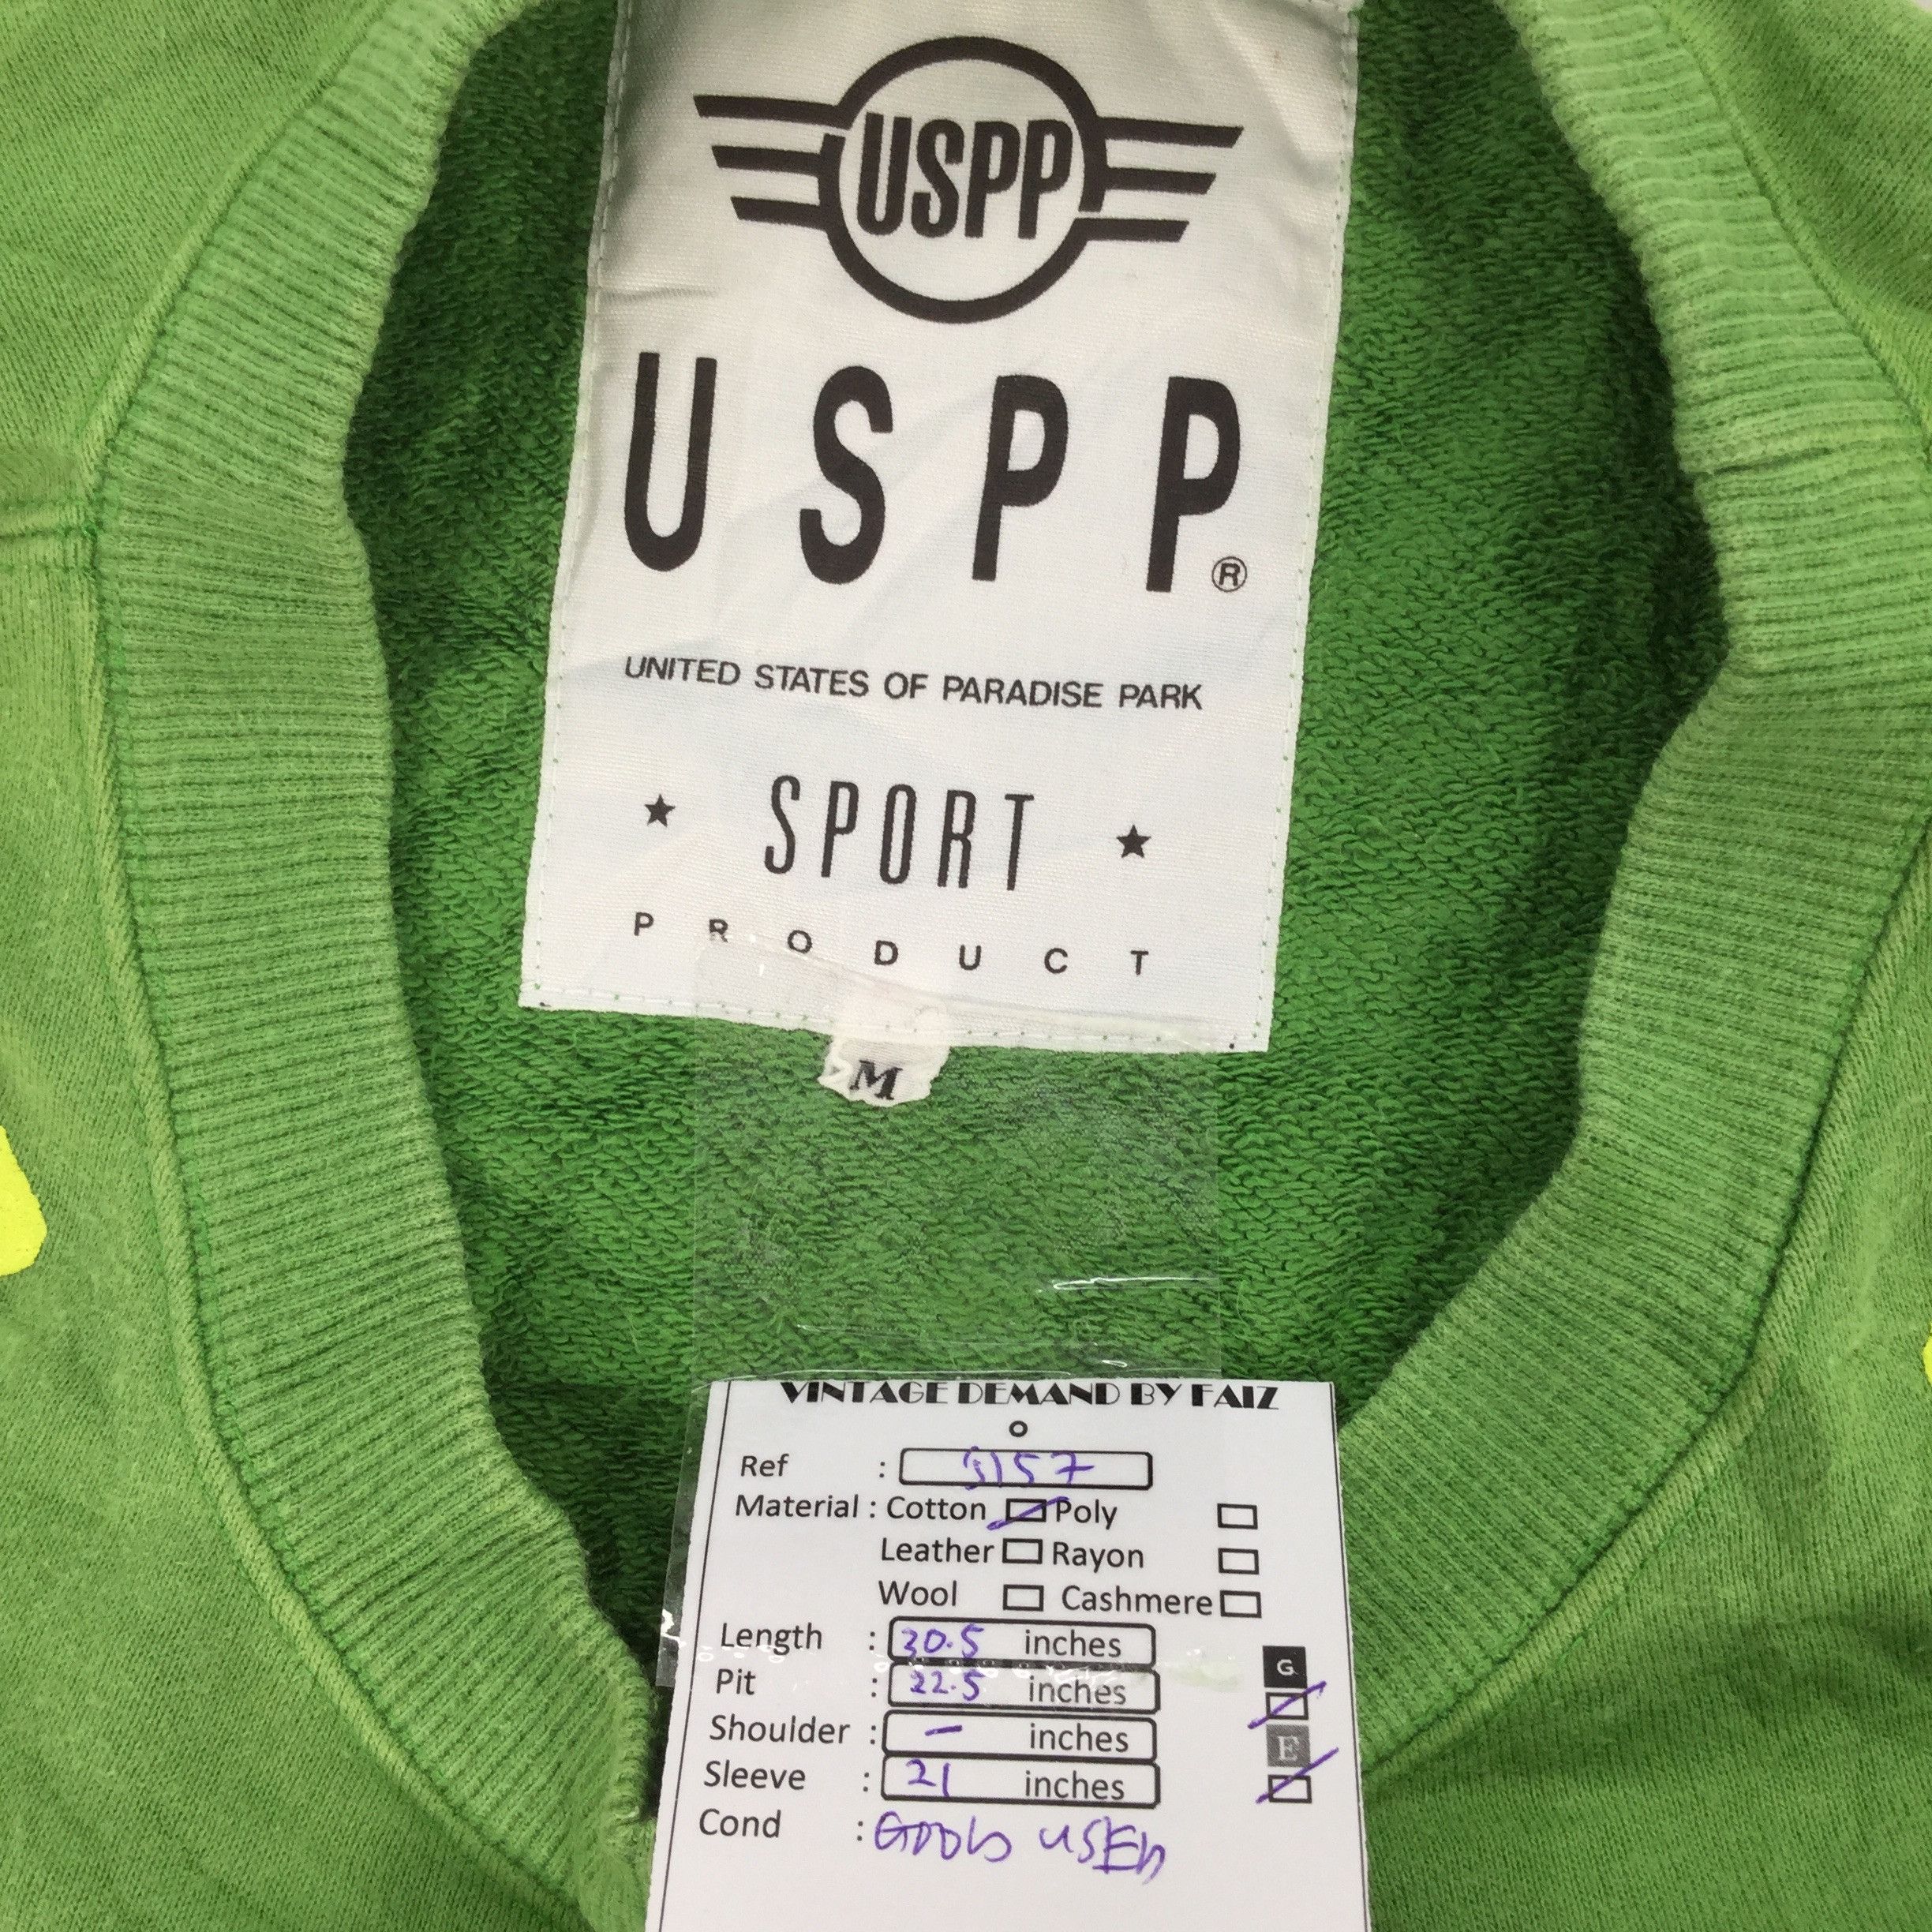 USPP
USPP®
UNITED STATES OF PARADISE PARK
★ SPORT ★
PRODUCT
M
VINTAGE DEMAND BY FAIZ
Ref :
Material : Cotton Poly
Leather Rayon
Wool Cashmere
Length : 30.5 inches
Pit : 22.5 inches
Shoulder : – inches
Sleeve : 21 inches
Cond : GOOD USED
G
E